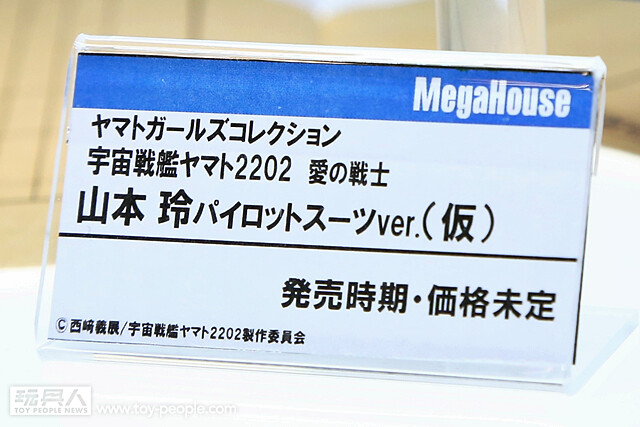 MegaHouse
ヤマトガールズコレクション
宇宙戦艦ヤマト2202 愛の戦士
山本 玲パイロットスーツver.(仮)
発売時期・価格未定
©西﨑義展/宇宙戦艦ヤマト2202製作委員会
玩具人
TOY PEOPLE NEWS
www.toy-people.com